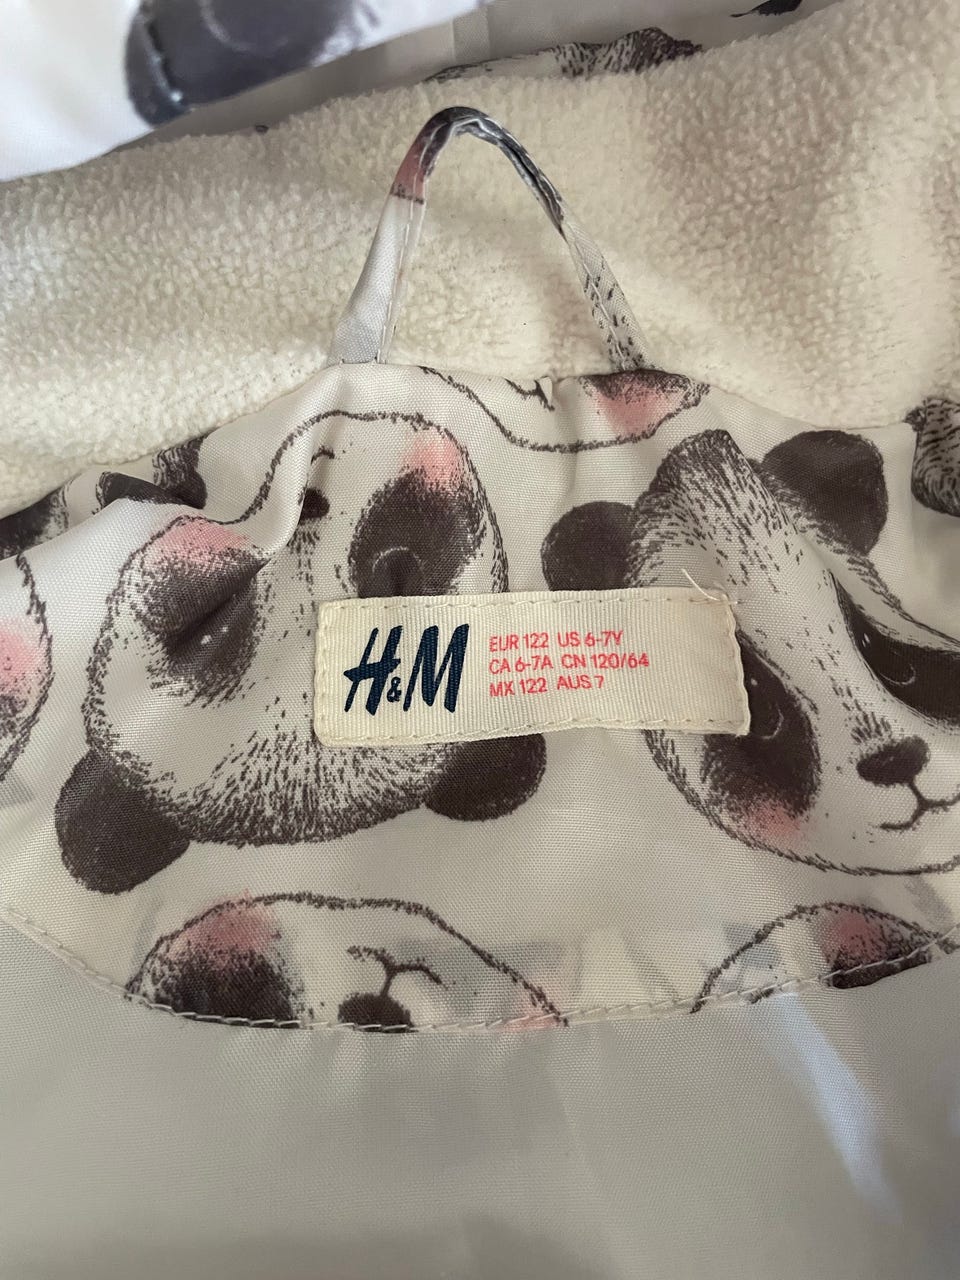 H&M
EUR 122 US 6-7Y
CA 6-7A CN 120/64
MX 122 AUS 7